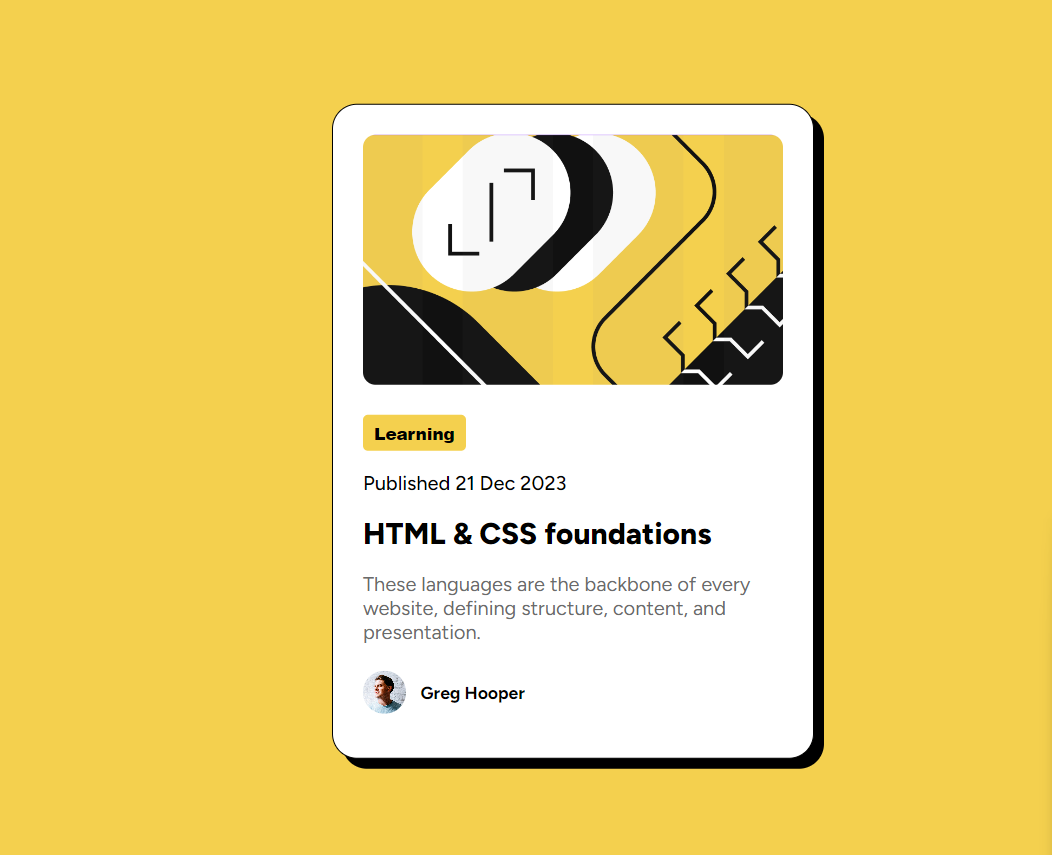 Learning
Published 21 Dec 2023
HTML & CSS foundations
These languages are the backbone of every
website, defining structure, content, and
presentation.
Greg Hooper